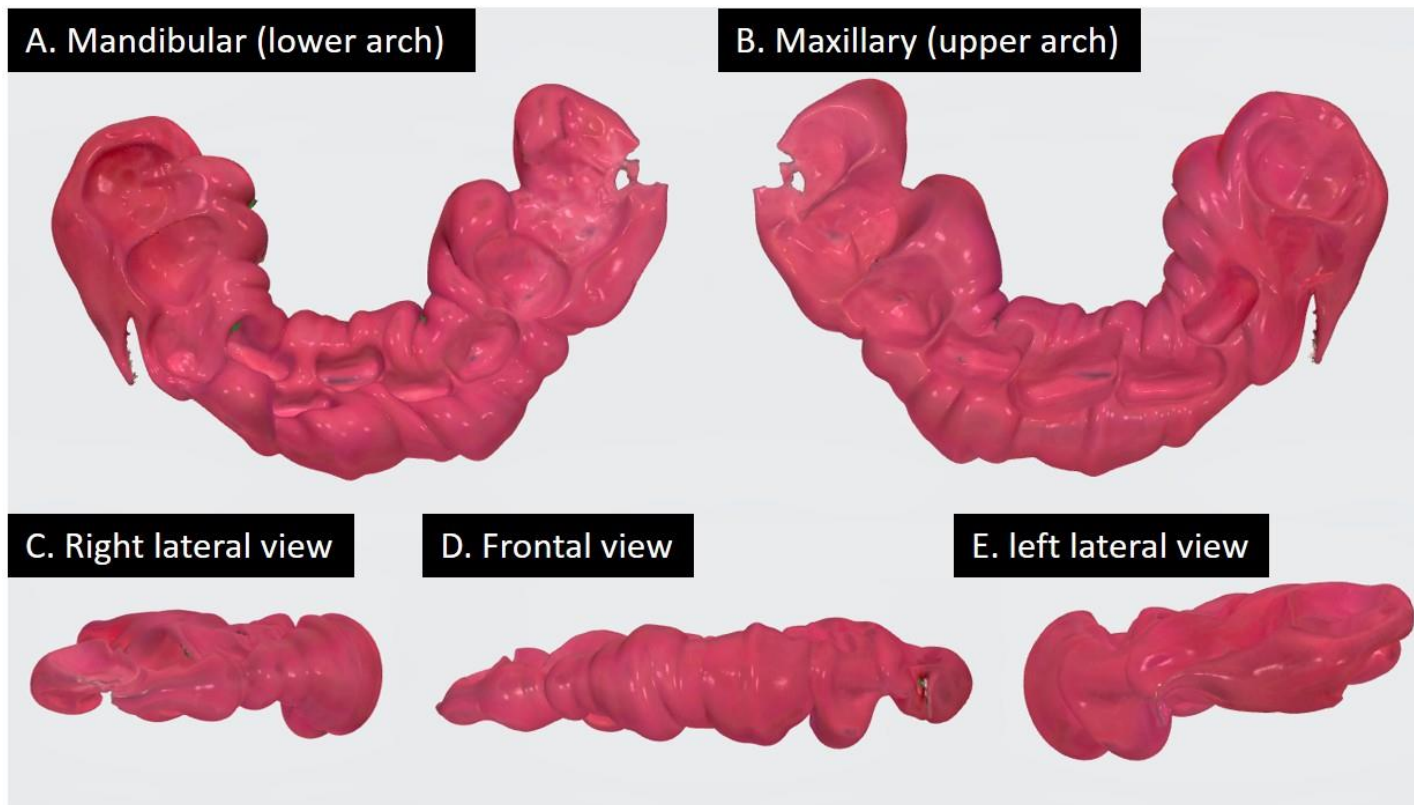 A. Mandibular (lower arch)
B. Maxillary (upper arch)
C. Right lateral view
D. Frontal view
E. left lateral view